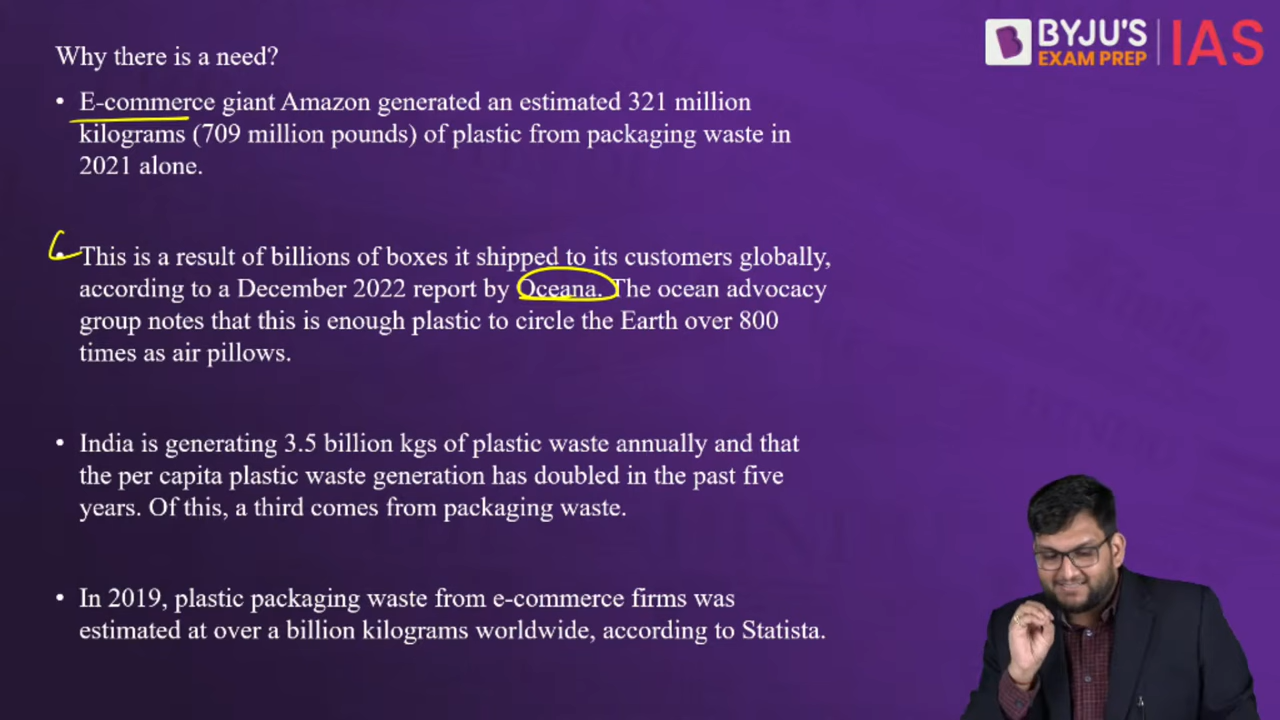 BYJU'S IAS
EXAM PREP
Why there is a need?
• E-commerce giant Amazon generated an estimated 321 million
kilograms (709 million pounds) of plastic from packaging waste in
2021 alone.
• This is a result of billions of boxes it shipped to its customers globally,
according to a December 2022 report by Oceana. The ocean advocacy
group notes that this is enough plastic to circle the Earth over 800
times as air pillows.
• India is generating 3.5 billion kgs of plastic waste annually and that
the per capita plastic waste generation has doubled in the past five
years. Of this, a third comes from packaging waste.
• In 2019, plastic packaging waste from e-commerce firms was
estimated at over a billion kilograms worldwide, according to Statista.